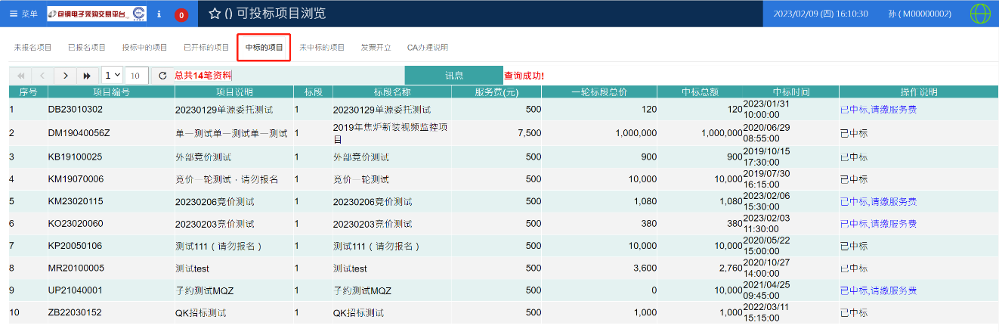 菜单 包钢电子采购交易平台 i 0 () 可投标项目浏览 2023/02/09 (四) 16:10:30 孙 ( M00000002)
未报名项目 已报名项目 投标中的项目 已开标的项目 中标的项目 未中标的项目 发票开立 CA办理说明
1 10 总共14笔资料 讯息 查询成功!
序号 项目编号 项目说明 标段 标段名称 服务费(元) 一轮标段总价 中标总额 中标时间 操作说明
1 DB23010302 20230129单源委托测试 1 20230129单源委托测试 500 120 120 2023/01/31 10:00:00 已中标,请缴服务费
2 DM19040056Z 单一测试单一测试单一测试 1 2019年焦炉新装视频监控项目 7,500 1,000,000 1,000,000 2020/06/29 08:55:00 已中标
3 KB19100025 外部竞价测试 1 外部竞价测试 500 900 900 2019/10/15 17:30:00 已中标
4 KM19070006 竞价一轮测试，请勿报名 1 竞价一轮测试 500 10,000 10,000 2019/07/30 16:15:00 已中标
5 KM23020115 20230206竞价测试 1 20230206竞价测试 500 1,080 1,080 2023/02/06 15:30:00 已中标,请缴服务费
6 KO23020060 20230203竞价测试 1 20230203竞价测试 500 380 380 2023/02/03 11:30:00 已中标,请缴服务费
7 KP20050106 测试111（请勿报名） 1 测试111（请勿报名） 500 10,000 10,000 2020/05/22 15:00:00 已中标
8 MR20100005 测试test 1 测试test 500 3,600 2,760 2020/10/27 14:00:00 已中标
9 UP21040001 子约测试MQZ 1 子约测试MQZ 500 0 10,000 2021/04/25 09:45:00 已中标,请缴服务费
10 ZB22030152 QK招标测试 1 QK招标测试 500 1,000 1,000 2022/03/11 15:15:00 已中标